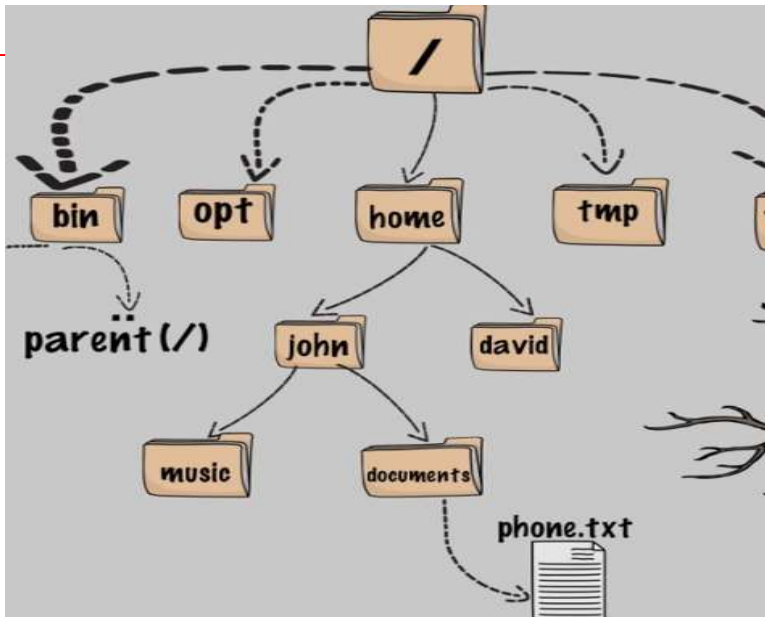 /
bin
opt
home
tmp
..
parent(/)
john
david
music
documents
phone.txt